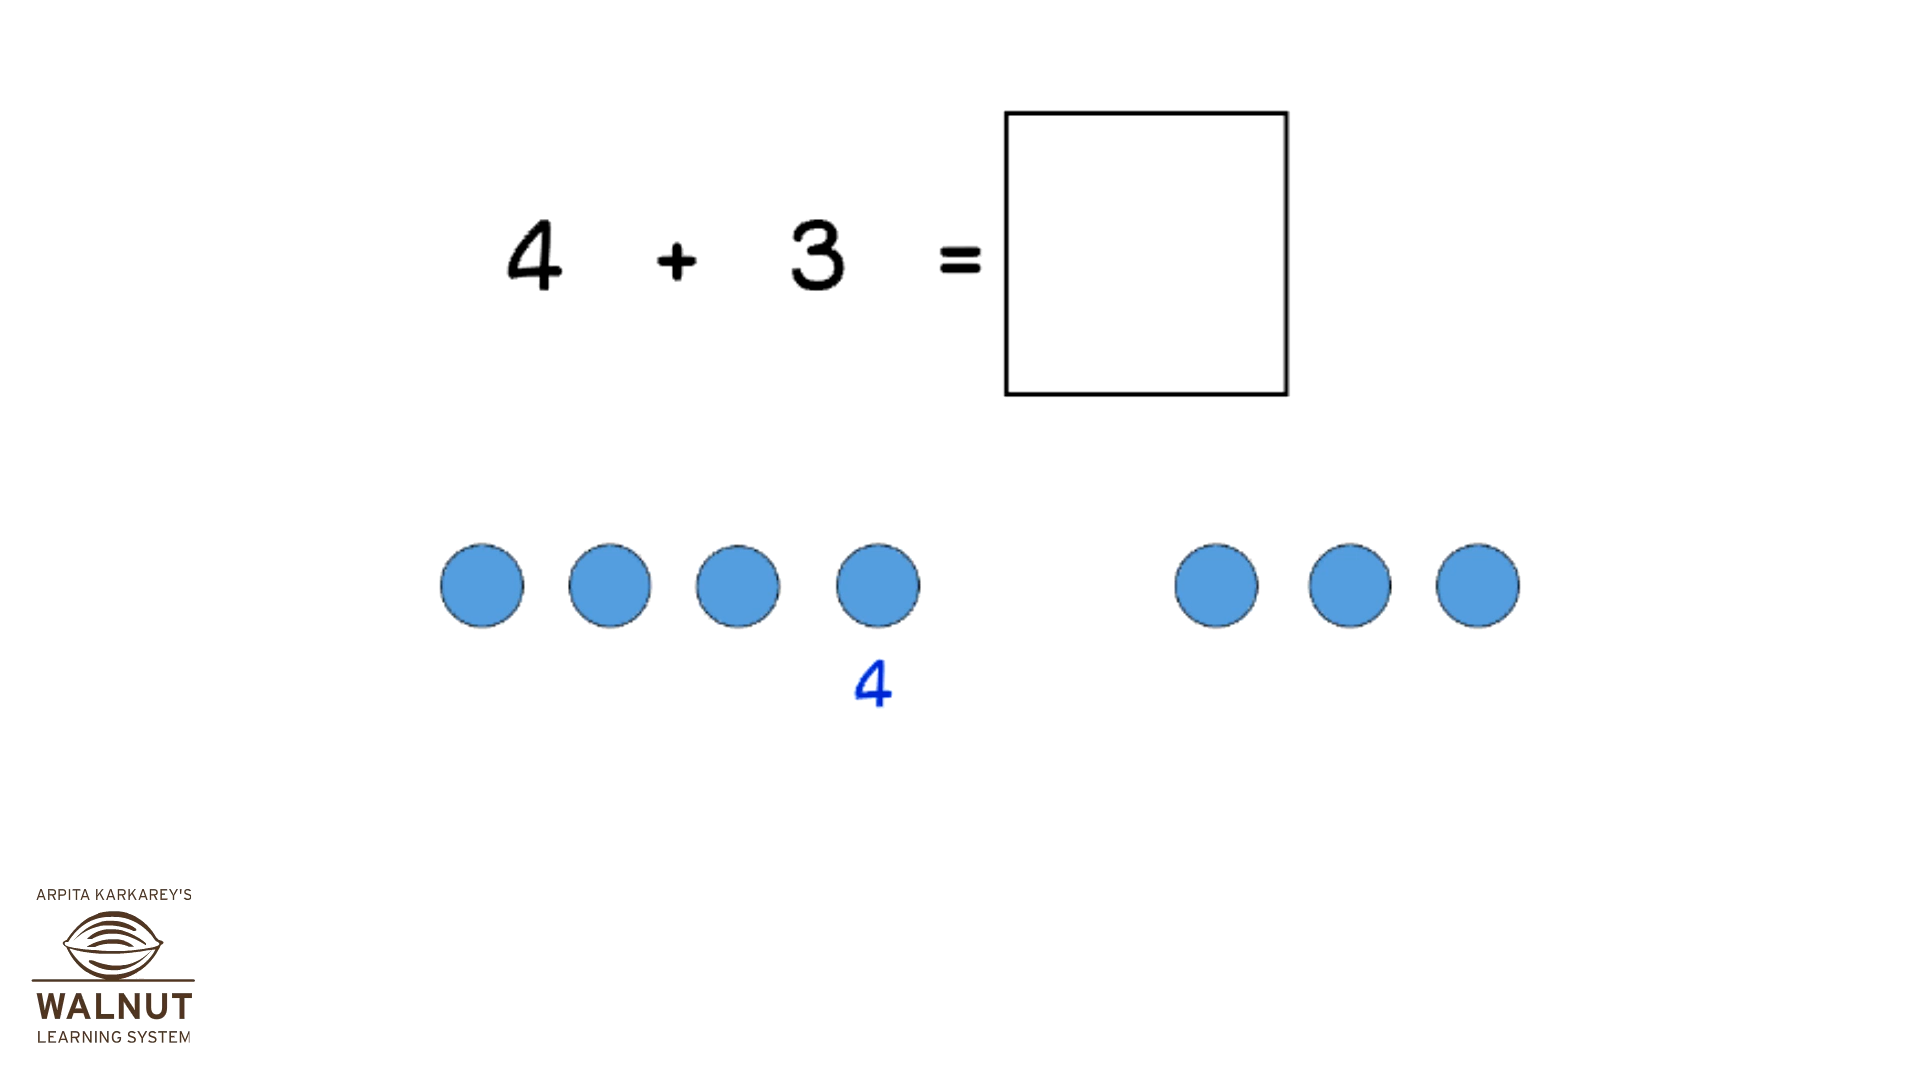 4 + 3 =
4
ARPITA KARKAREY'S
WALNUT
LEARNING SYSTEM